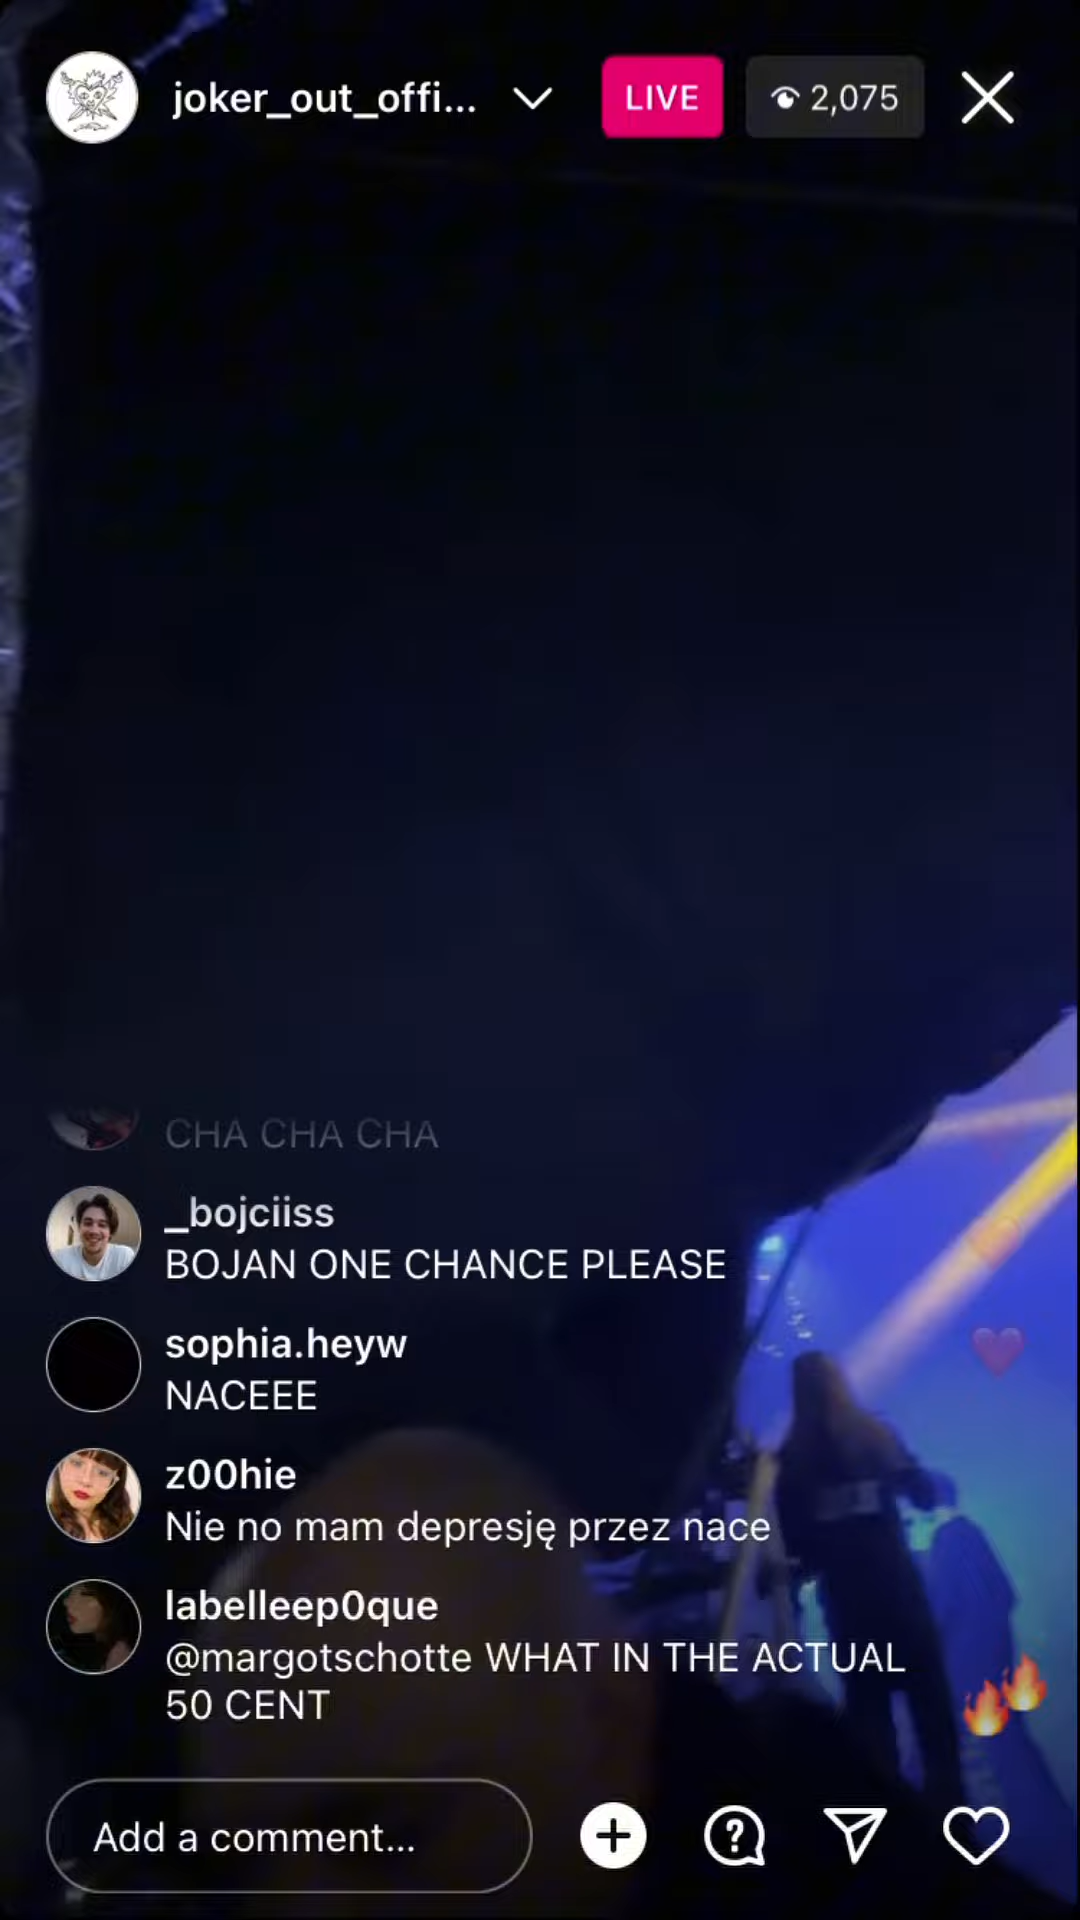 joker_out_offi...
LIVE
2,075
CHA CHA CHA
_bojciiss
BOJAN ONE CHANCE PLEASE
sophia.heyw
NACEEE
z00hie
Nie no mam depresję przez nace
labelleep0que
@margotschotte WHAT IN THE ACTUAL
50 CENT
Add a comment...